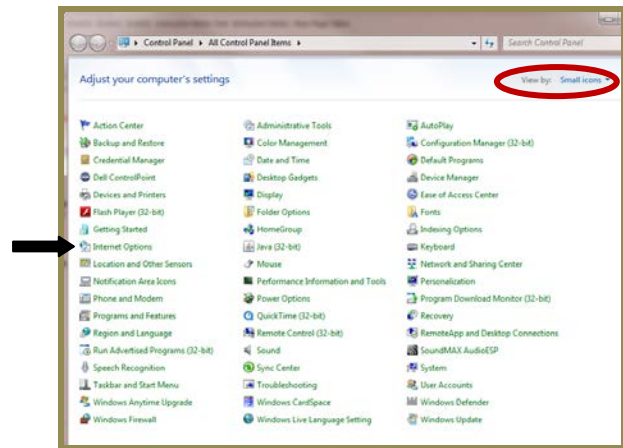 Control Panel ▸ All Control Panel Items ▸
Search Control Panel
Adjust your computer's settings
View by: Small icons
Action Center
Administrative Tools
AutoPlay
Backup and Restore
Color Management
Configuration Manager (32-bit)
Credential Manager
Date and Time
Default Programs
Dell ControlPoint
Desktop Gadgets
Device Manager
Devices and Printers
Display
Ease of Access Center
Flash Player (32-bit)
Folder Options
Fonts
Getting Started
HomeGroup
Indexing Options
Internet Options
Java (32-bit)
Keyboard
Location and Other Sensors
Mouse
Network and Sharing Center
Notification Area Icons
Performance Information and Tools
Personalization
Phone and Modem
Power Options
Program Download Monitor (32-bit)
Programs and Features
QuickTime (32-bit)
Recovery
Region and Language
Remote Control (32-bit)
RemoteApp and Desktop Connections
Run Advertised Programs (32-bit)
Sound
SoundMAX AudioESP
Speech Recognition
Sync Center
System
Taskbar and Start Menu
Troubleshooting
User Accounts
Windows Anytime Upgrade
Windows CardSpace
Windows Defender
Windows Firewall
Windows Live Language Setting
Windows Update